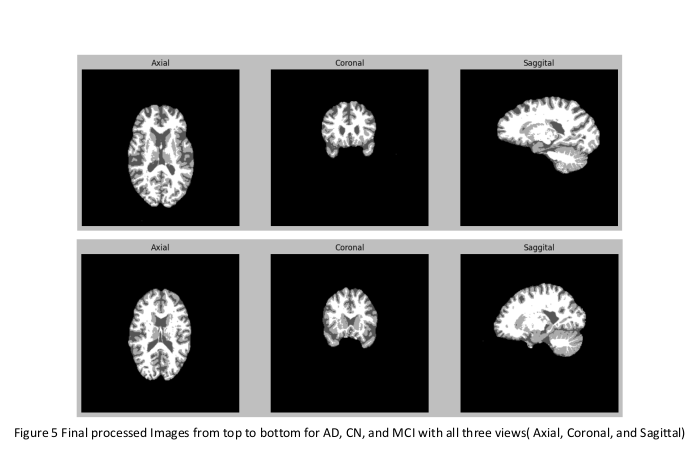 Axial Coronal Saggital
Axial Coronal Saggital
Figure 5 Final processed Images from top to bottom for AD, CN, and MCI with all three views( Axial, Coronal, and Sagittal)